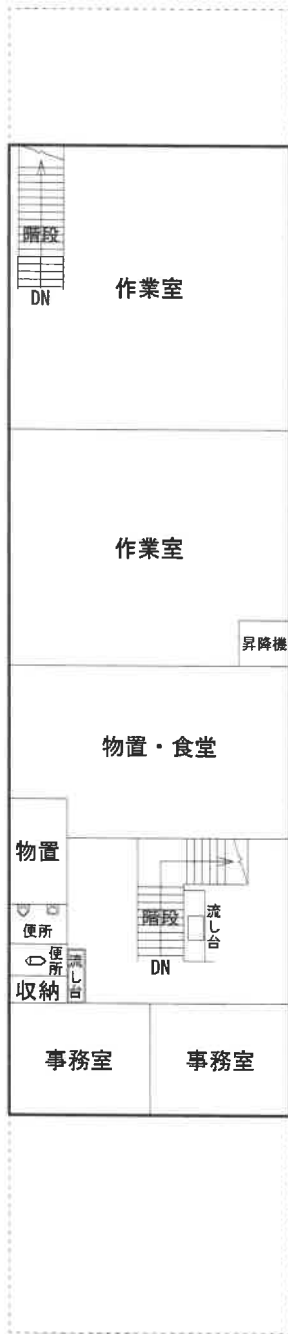 階段
DN
作業室
作業室
昇降機
物置・食堂
物置
階段
流し台
DN
便所
便所
流し台
収納
事務室
事務室